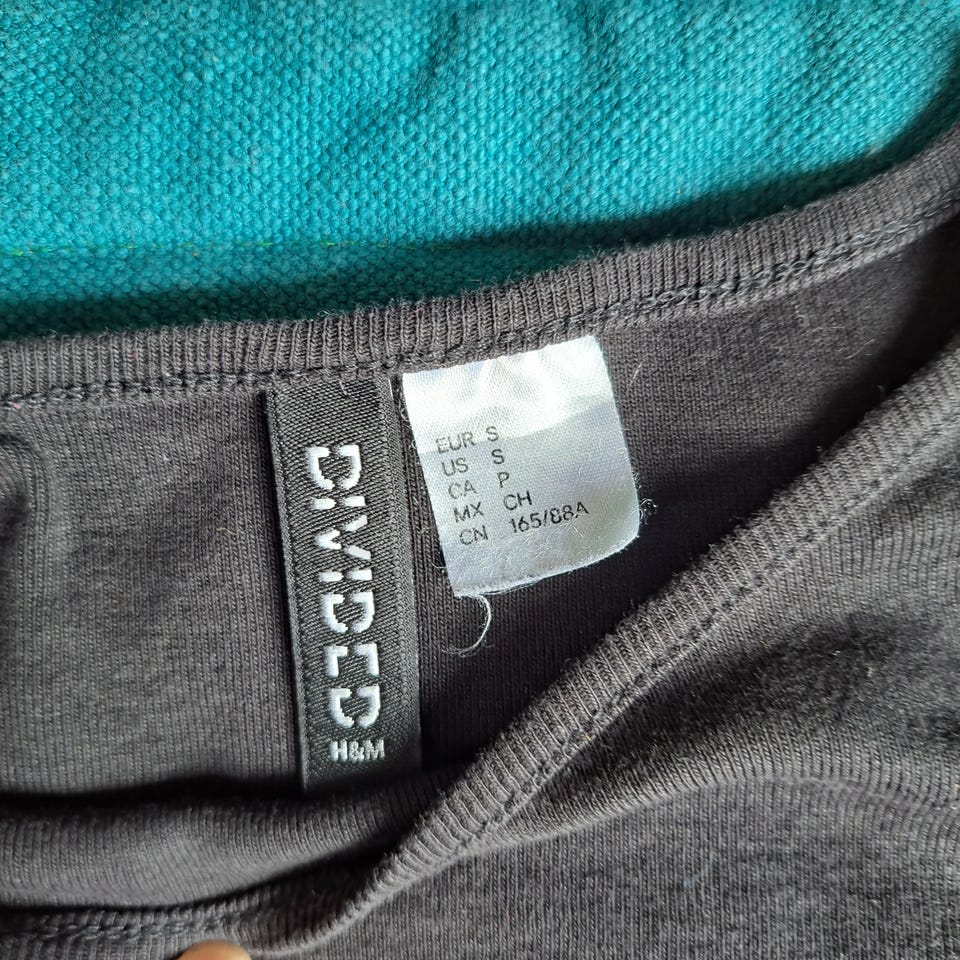 DIVIDED
H&M
EUR S
US S
CA P
MX CH
CN 165/88A